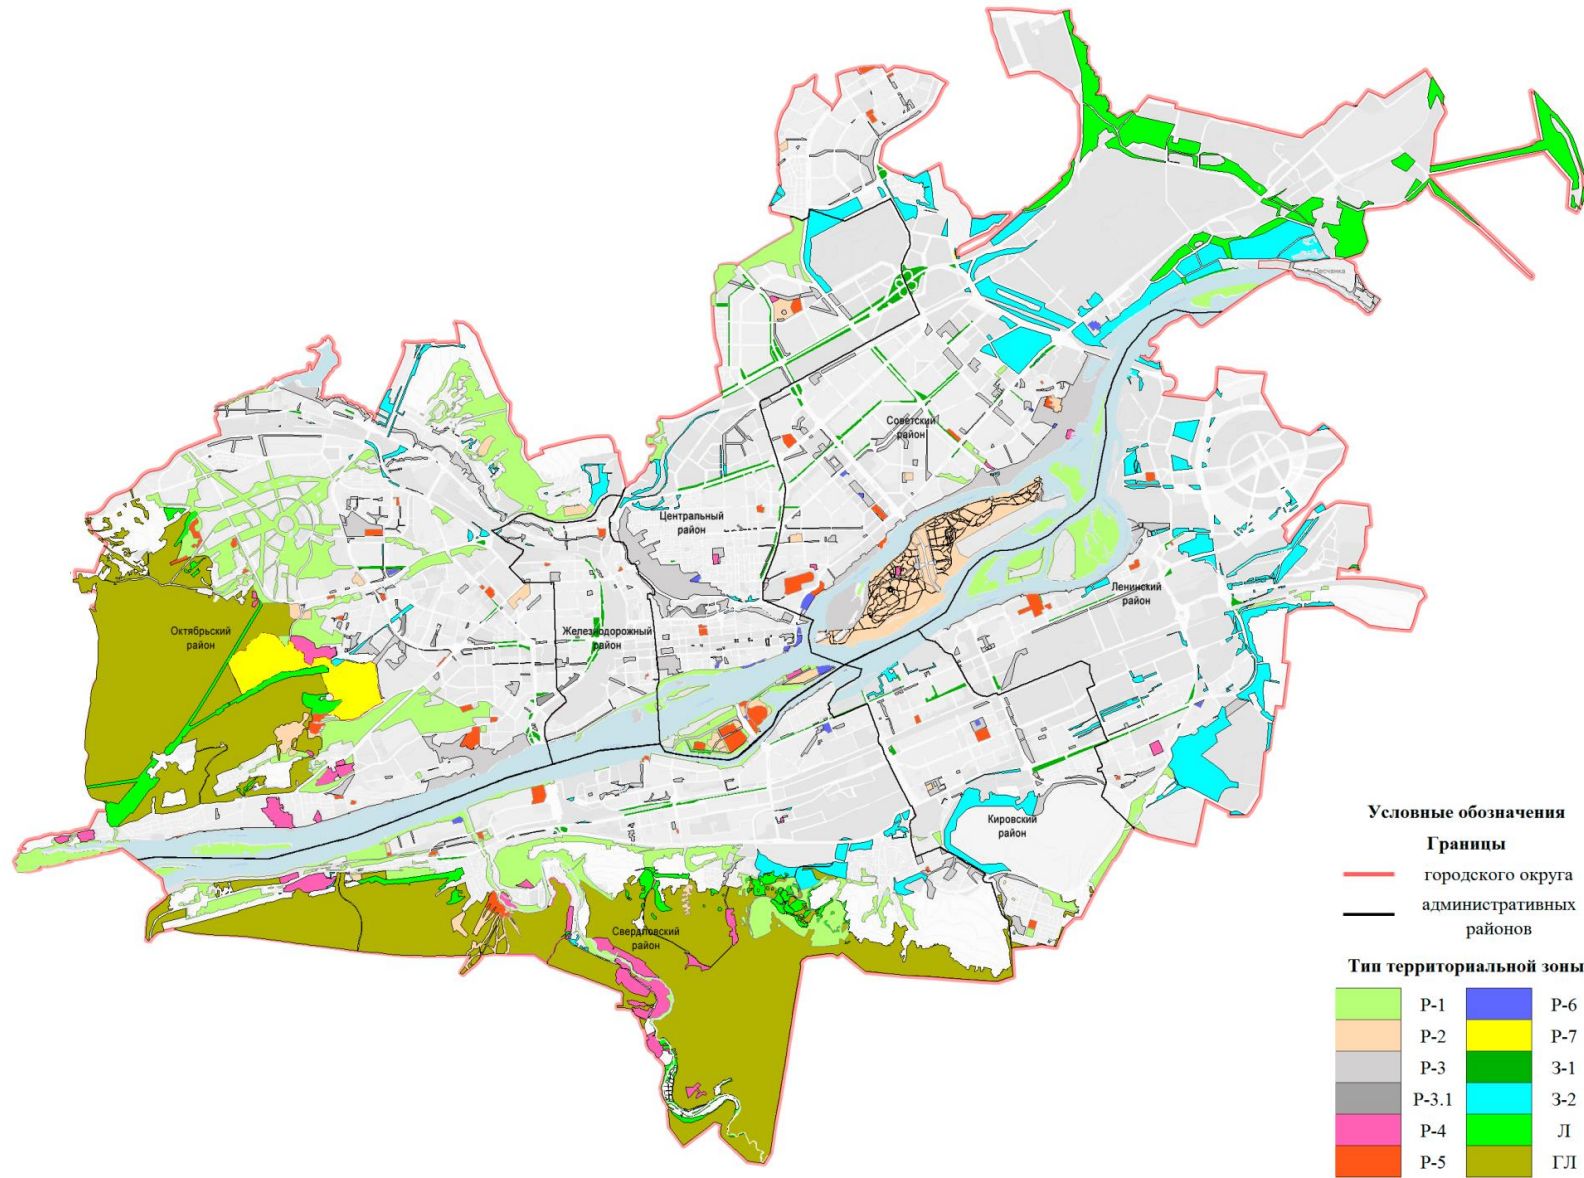 Песчанка
Советский
район
Центральный
район
Ленинский
район
Октябрьский
район
Железнодорожный
район
Кировский
район
Свердловский
район
Условные обозначения
Границы
городского округа
административных
районов
Тип территориальной зоны
Р-1 Р-6
Р-2 Р-7
Р-3 З-1
Р-3.1 З-2
Р-4 Л
Р-5 ГЛ